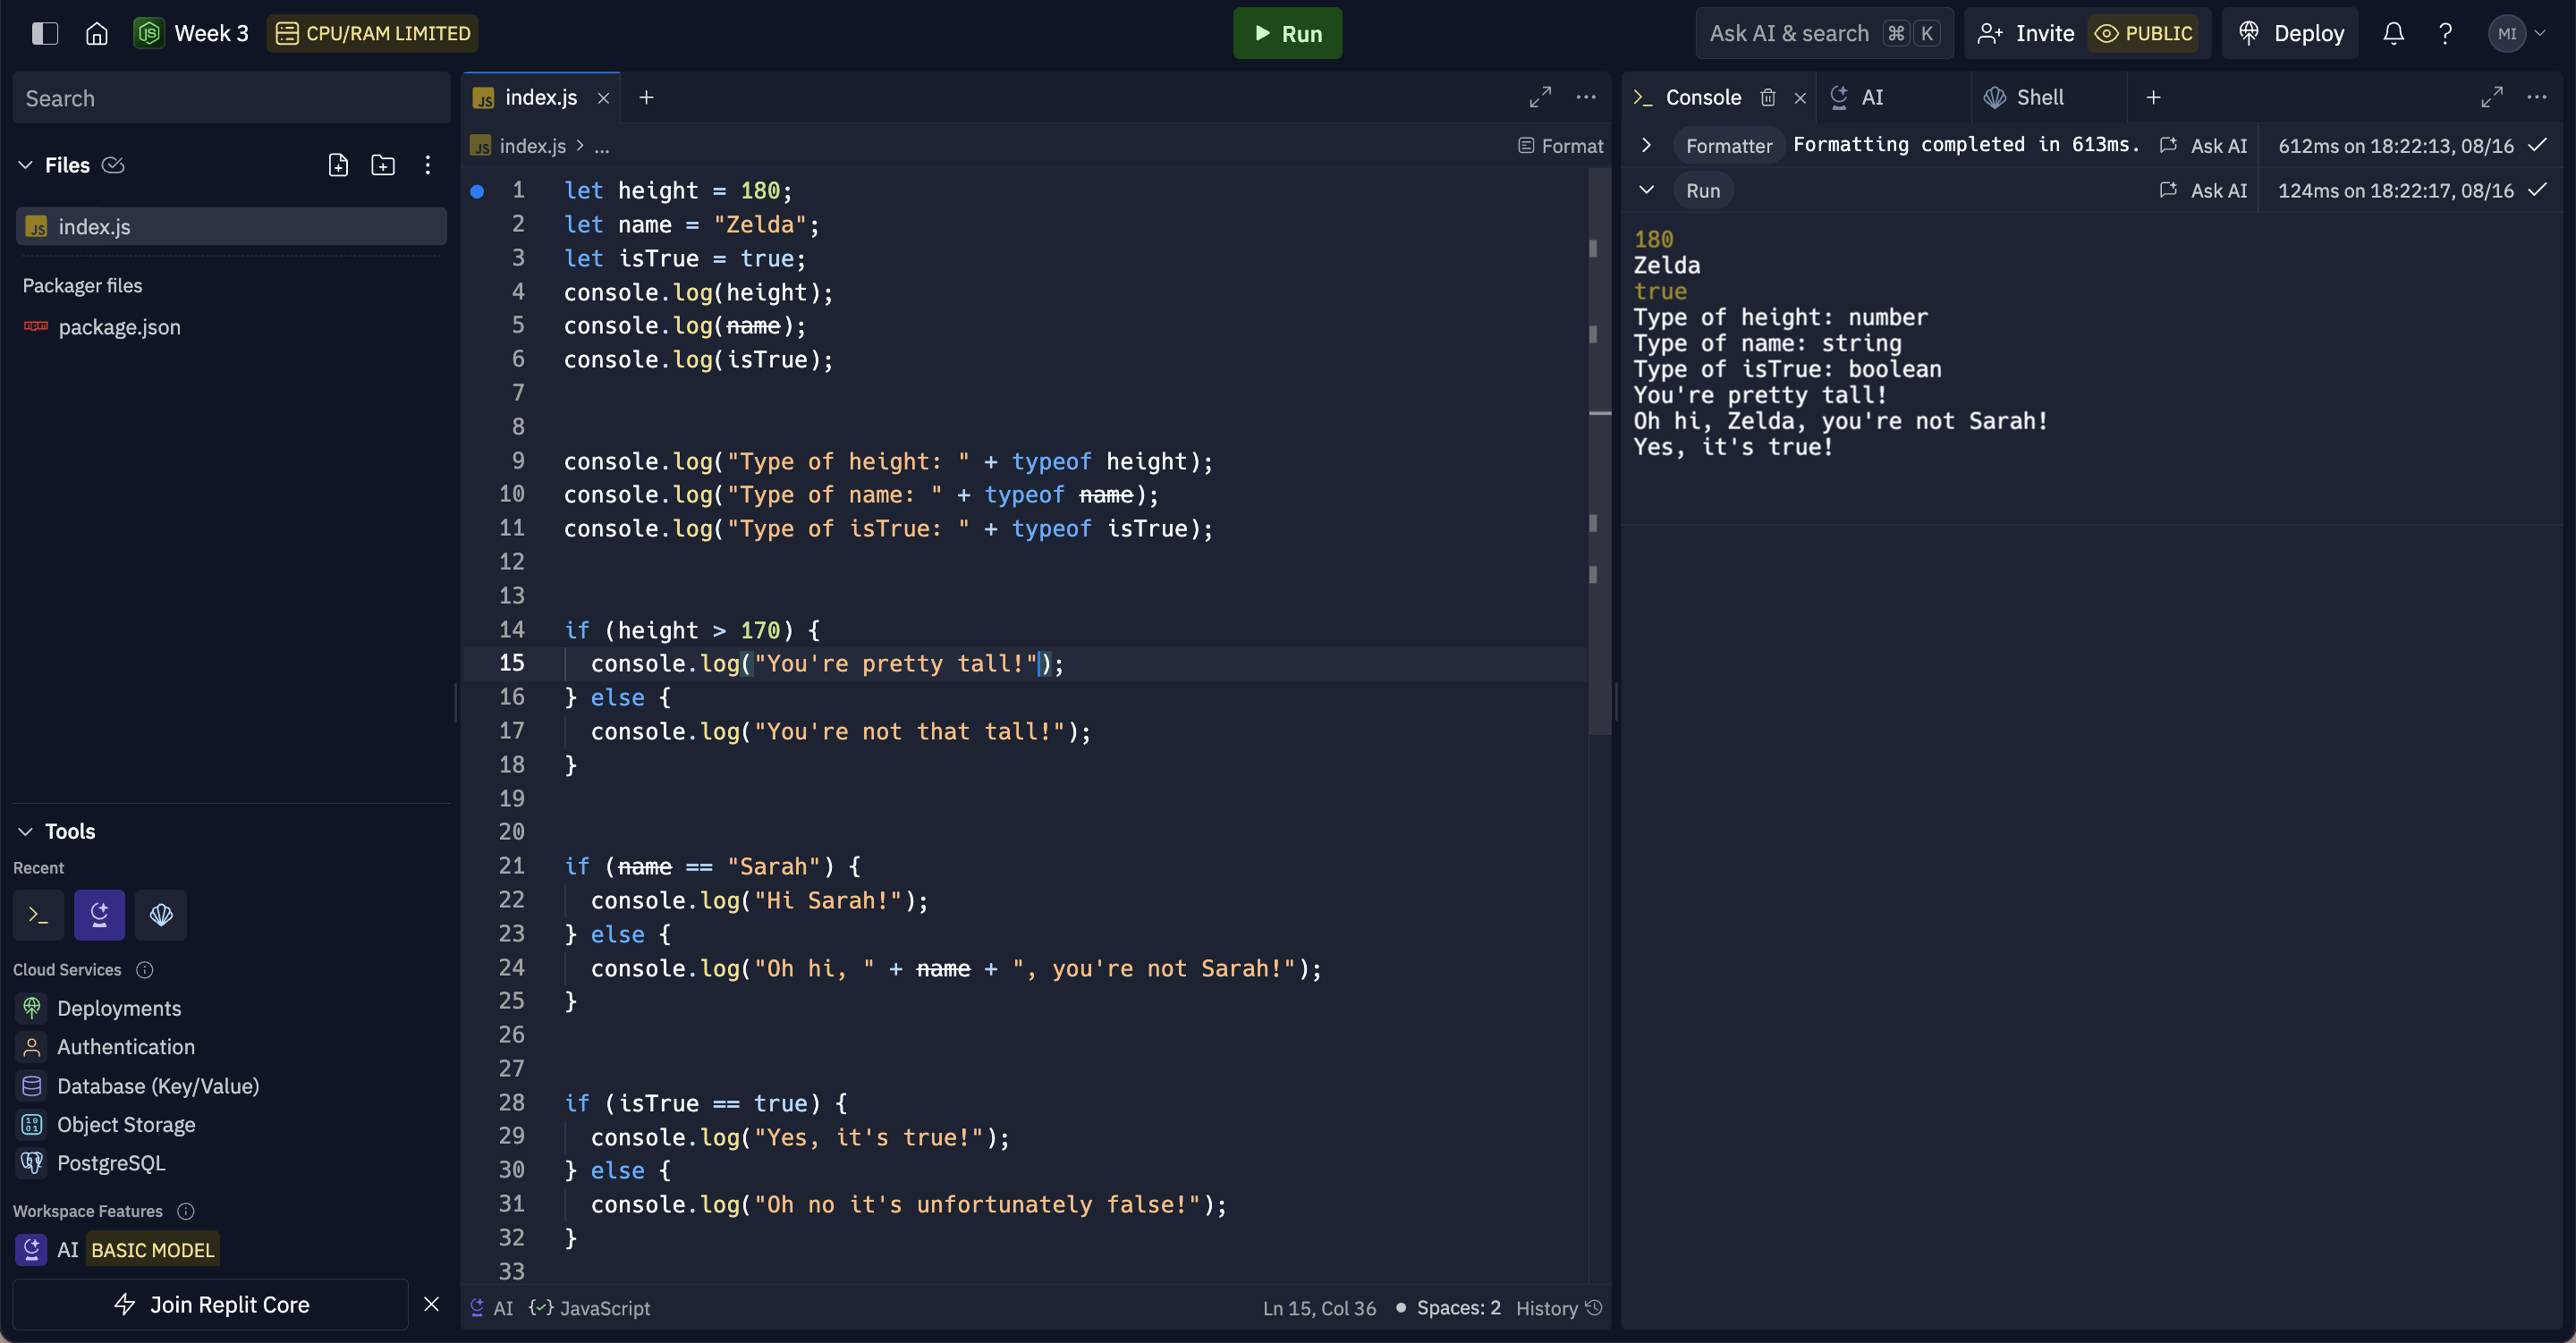 Week 3 CPU/RAM LIMITED Run Ask AI & search ⌘ K Invite PUBLIC Deploy ? MI
Search
Files
JS index.js
Packager files
npm package.json
Tools
Recent
Cloud Services
Deployments
Authentication
Database (Key/Value)
Object Storage
PostgreSQL
Workspace Features
AI BASIC MODEL
Join Replit Core
JS index.js
JS index.js > ... Format
1 let height = 180;
2 let name = "Zelda";
3 let isTrue = true;
4 console.log(height);
5 console.log(name);
6 console.log(isTrue);
7
8
9 console.log("Type of height: " + typeof height);
10 console.log("Type of name: " + typeof name);
11 console.log("Type of isTrue: " + typeof isTrue);
12
13
14 if (height > 170) {
15 console.log("You're pretty tall!");
16 } else {
17 console.log("You're not that tall!");
18 }
19
20
21 if (name == "Sarah") {
22 console.log("Hi Sarah!");
23 } else {
24 console.log("Oh hi, " + name + ", you're not Sarah!");
25 }
26
27
28 if (isTrue == true) {
29 console.log("Yes, it's true!");
30 } else {
31 console.log("Oh no it's unfortunately false!");
32 }
33
AI {✓} JavaScript Ln 15, Col 36 Spaces: 2 History
Console AI Shell
Formatter Formatting completed in 613ms. Ask AI 612ms on 18:22:13, 08/16
Run Ask AI 124ms on 18:22:17, 08/16
180
Zelda
true
Type of height: number
Type of name: string
Type of isTrue: boolean
You're pretty tall!
Oh hi, Zelda, you're not Sarah!
Yes, it's true!